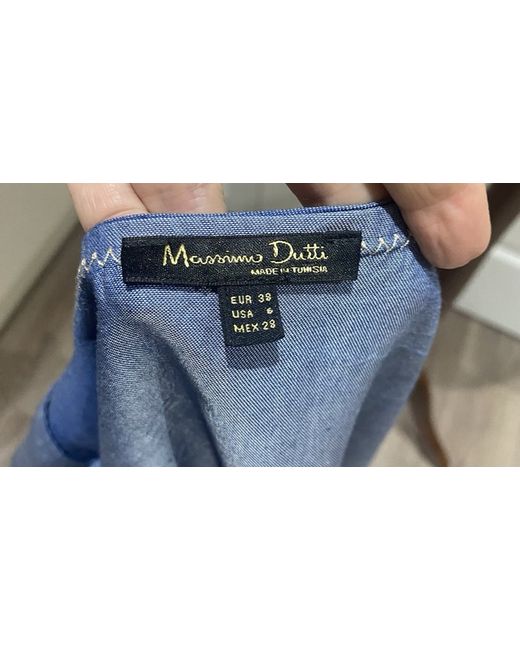 Massimo Dutti
MADE IN TUNISIA
EUR 38
USA 6
MEX 28